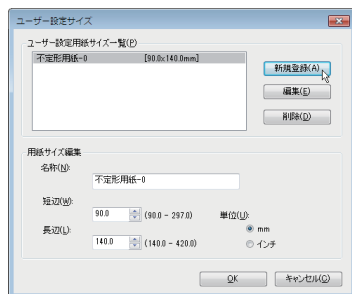 ユーザー設定サイズ
ユーザー設定用紙サイズ一覧(P)
不定形用紙-0 [90.0x140.0mm]
新規登録(A)
編集(E)
削除(D)
用紙サイズ編集
名称(N):
不定形用紙-0
短辺(W):
90.0 (90.0 - 297.0) 単位(U):
長辺(L): mm
140.0 (140.0 - 420.0) インチ
OK キャンセル(C)